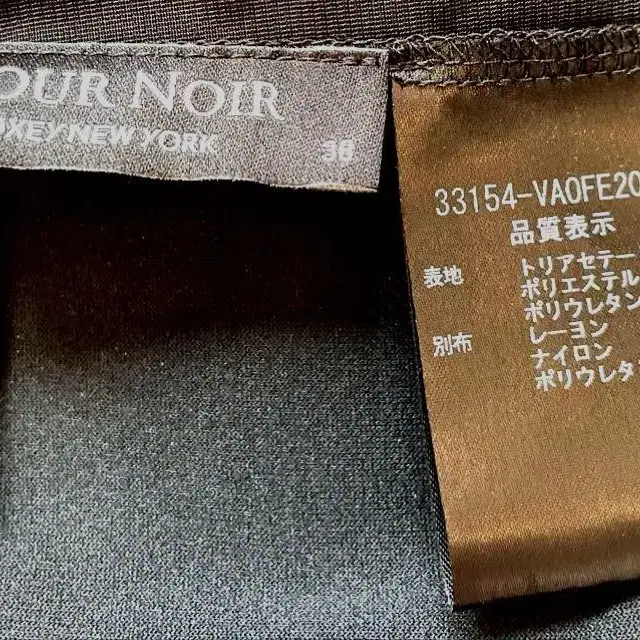 OUR NOIR
OXEY NEW YORK
38
33154-VA0FE20
品質表示
表地 トリアセテー
ポリエステル
ポリウレタン
別布 レーヨン
ナイロン
ポリウレタ